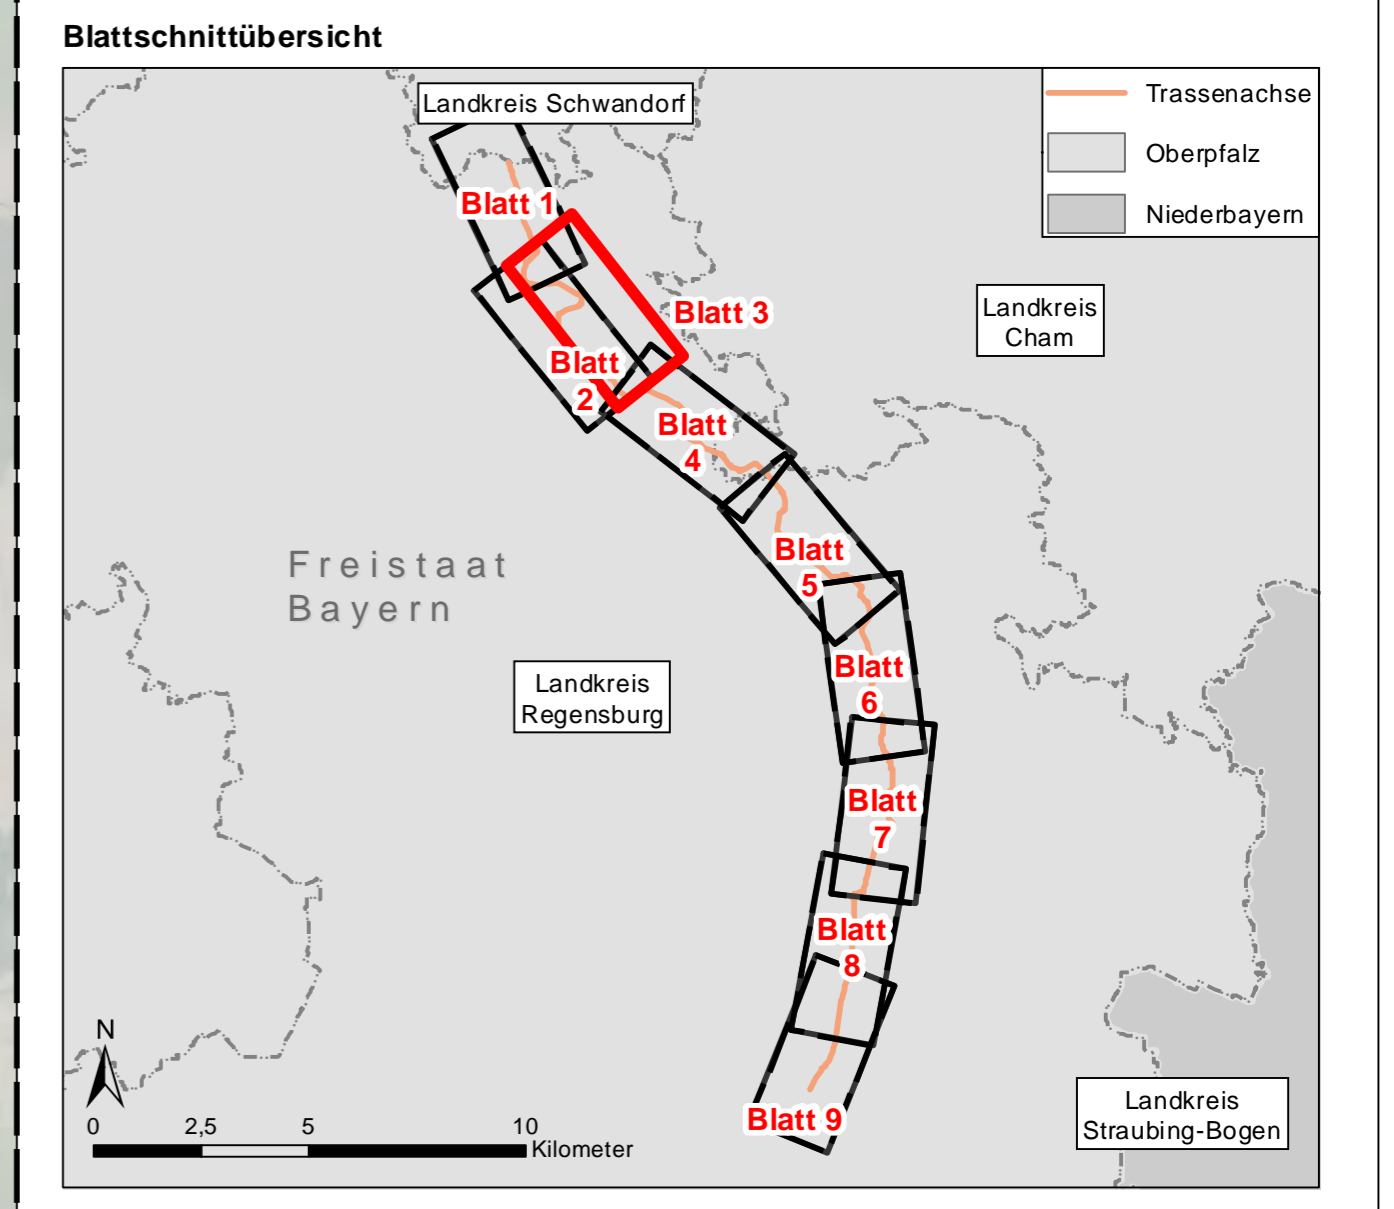 Blattschnittübersicht
Landkreis Schwandorf
Trassenachse
Oberpfalz
Niederbayern
Blatt 1
Blatt 3
Landkreis
Cham
Blatt
2
Blatt
4
Freistaat
Bayern
Blatt
5
Landkreis
Regensburg
Blatt
6
Blatt
7
Blatt
8
N
0 2,5 5 10
Kilometer
Blatt 9
Landkreis
Straubing-Bogen